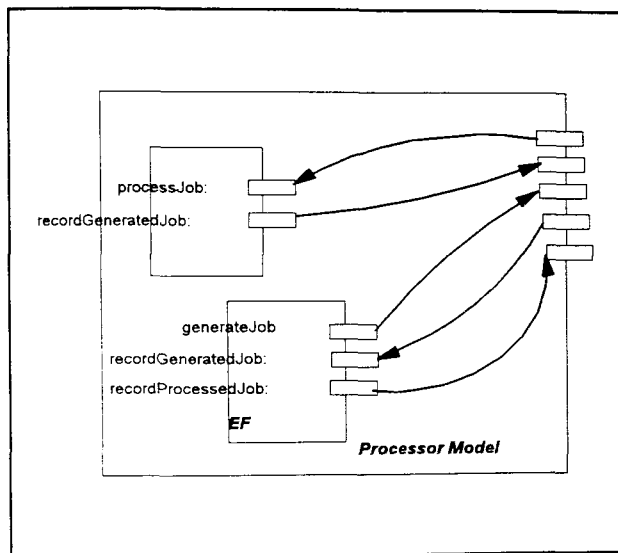 processJob:
recordGeneratedJob:
generateJob
recordGeneratedJob:
recordProcessedJob:
EF
Processor Model